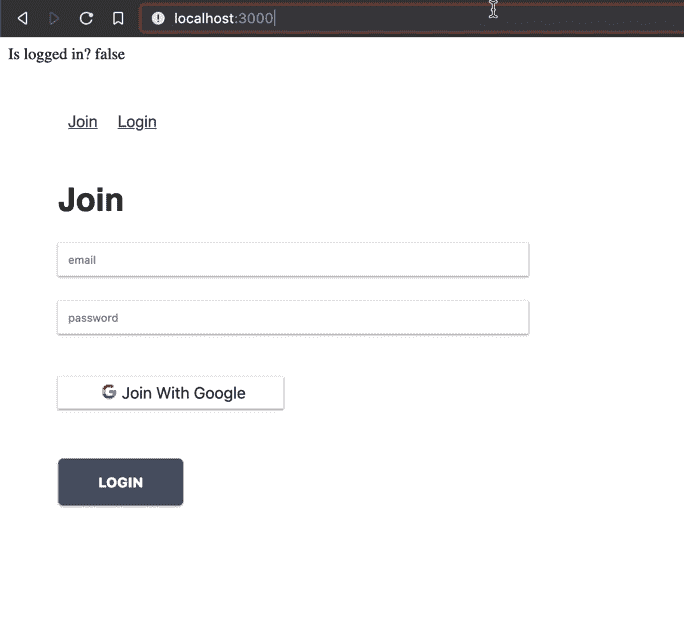 localhost:3000
Is logged in? false
Join Login
Join
email
password
G Join With Google
LOGIN